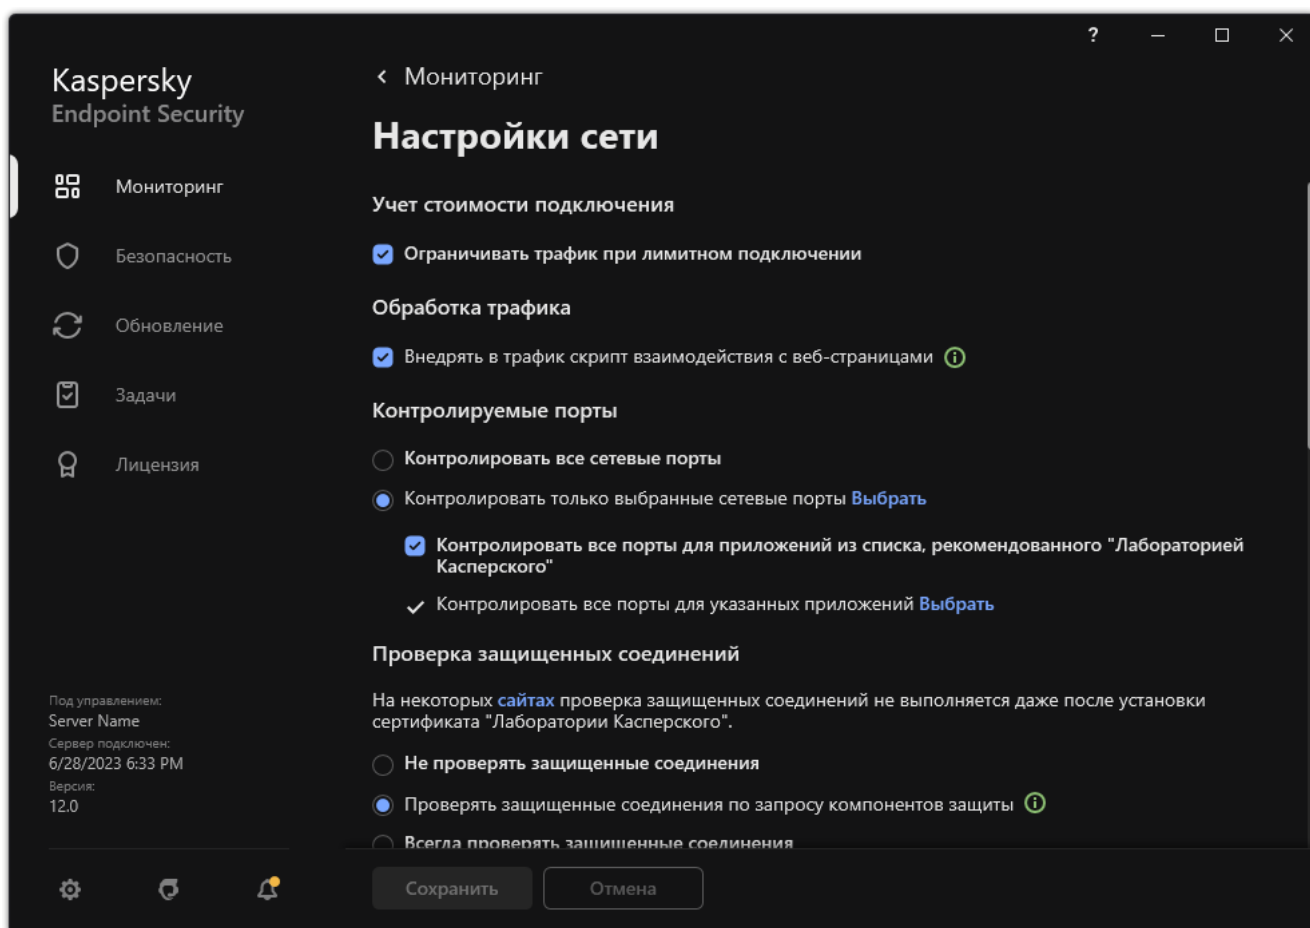 ?
Kaspersky
Endpoint Security
Мониторинг
Безопасность
Обновление
Задачи
Лицензия
Под управлением:
Server Name
Сервер подключен:
6/28/2023 6:33 PM
Версия:
12.0
Мониторинг
Настройки сети
Учет стоимости подключения
Ограничивать трафик при лимитном подключении
Обработка трафика
Внедрять в трафик скрипт взаимодействия с веб-страницами
Контролируемые порты
Контролировать все сетевые порты
Контролировать только выбранные сетевые порты Выбрать
Контролировать все порты для приложений из списка, рекомендованного "Лабораторией
Касперского"
Контролировать все порты для указанных приложений Выбрать
Проверка защищенных соединений
На некоторых сайтах проверка защищенных соединений не выполняется даже после установки
сертификата "Лаборатории Касперского".
Не проверять защищенные соединения
Проверять защищенные соединения по запросу компонентов защиты
Всегда проверять защищенные соединения
Сохранить
Отмена